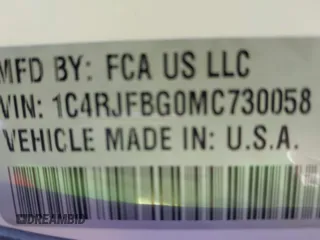 MFD BY: FCA US LLC
VIN: 1C4RJFBG0MC730058
VEHICLE MADE IN: U.S.A.
DREAMBID